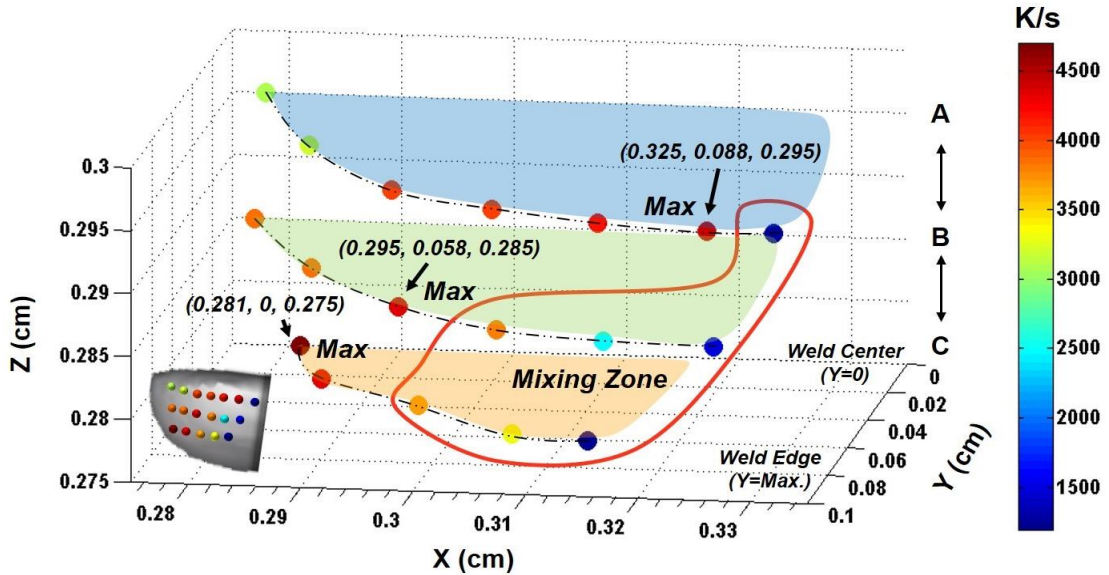 K/s
4500
4000
3500
3000
2500
2000
1500
A
B
C
(0.325, 0.088, 0.295)
Max
(0.295, 0.058, 0.285)
Max
(0.281, 0, 0.275)
Max
Mixing Zone
Weld Center
(Y=0)
Weld Edge
(Y=Max.)
0.3
0.295
0.29
0.285
0.28
0.275
Z (cm)
0.28
0.29
0.3
0.31
0.32
0.33
X (cm)
0
0.02
0.04
0.06
0.08
0.1
Y (cm)